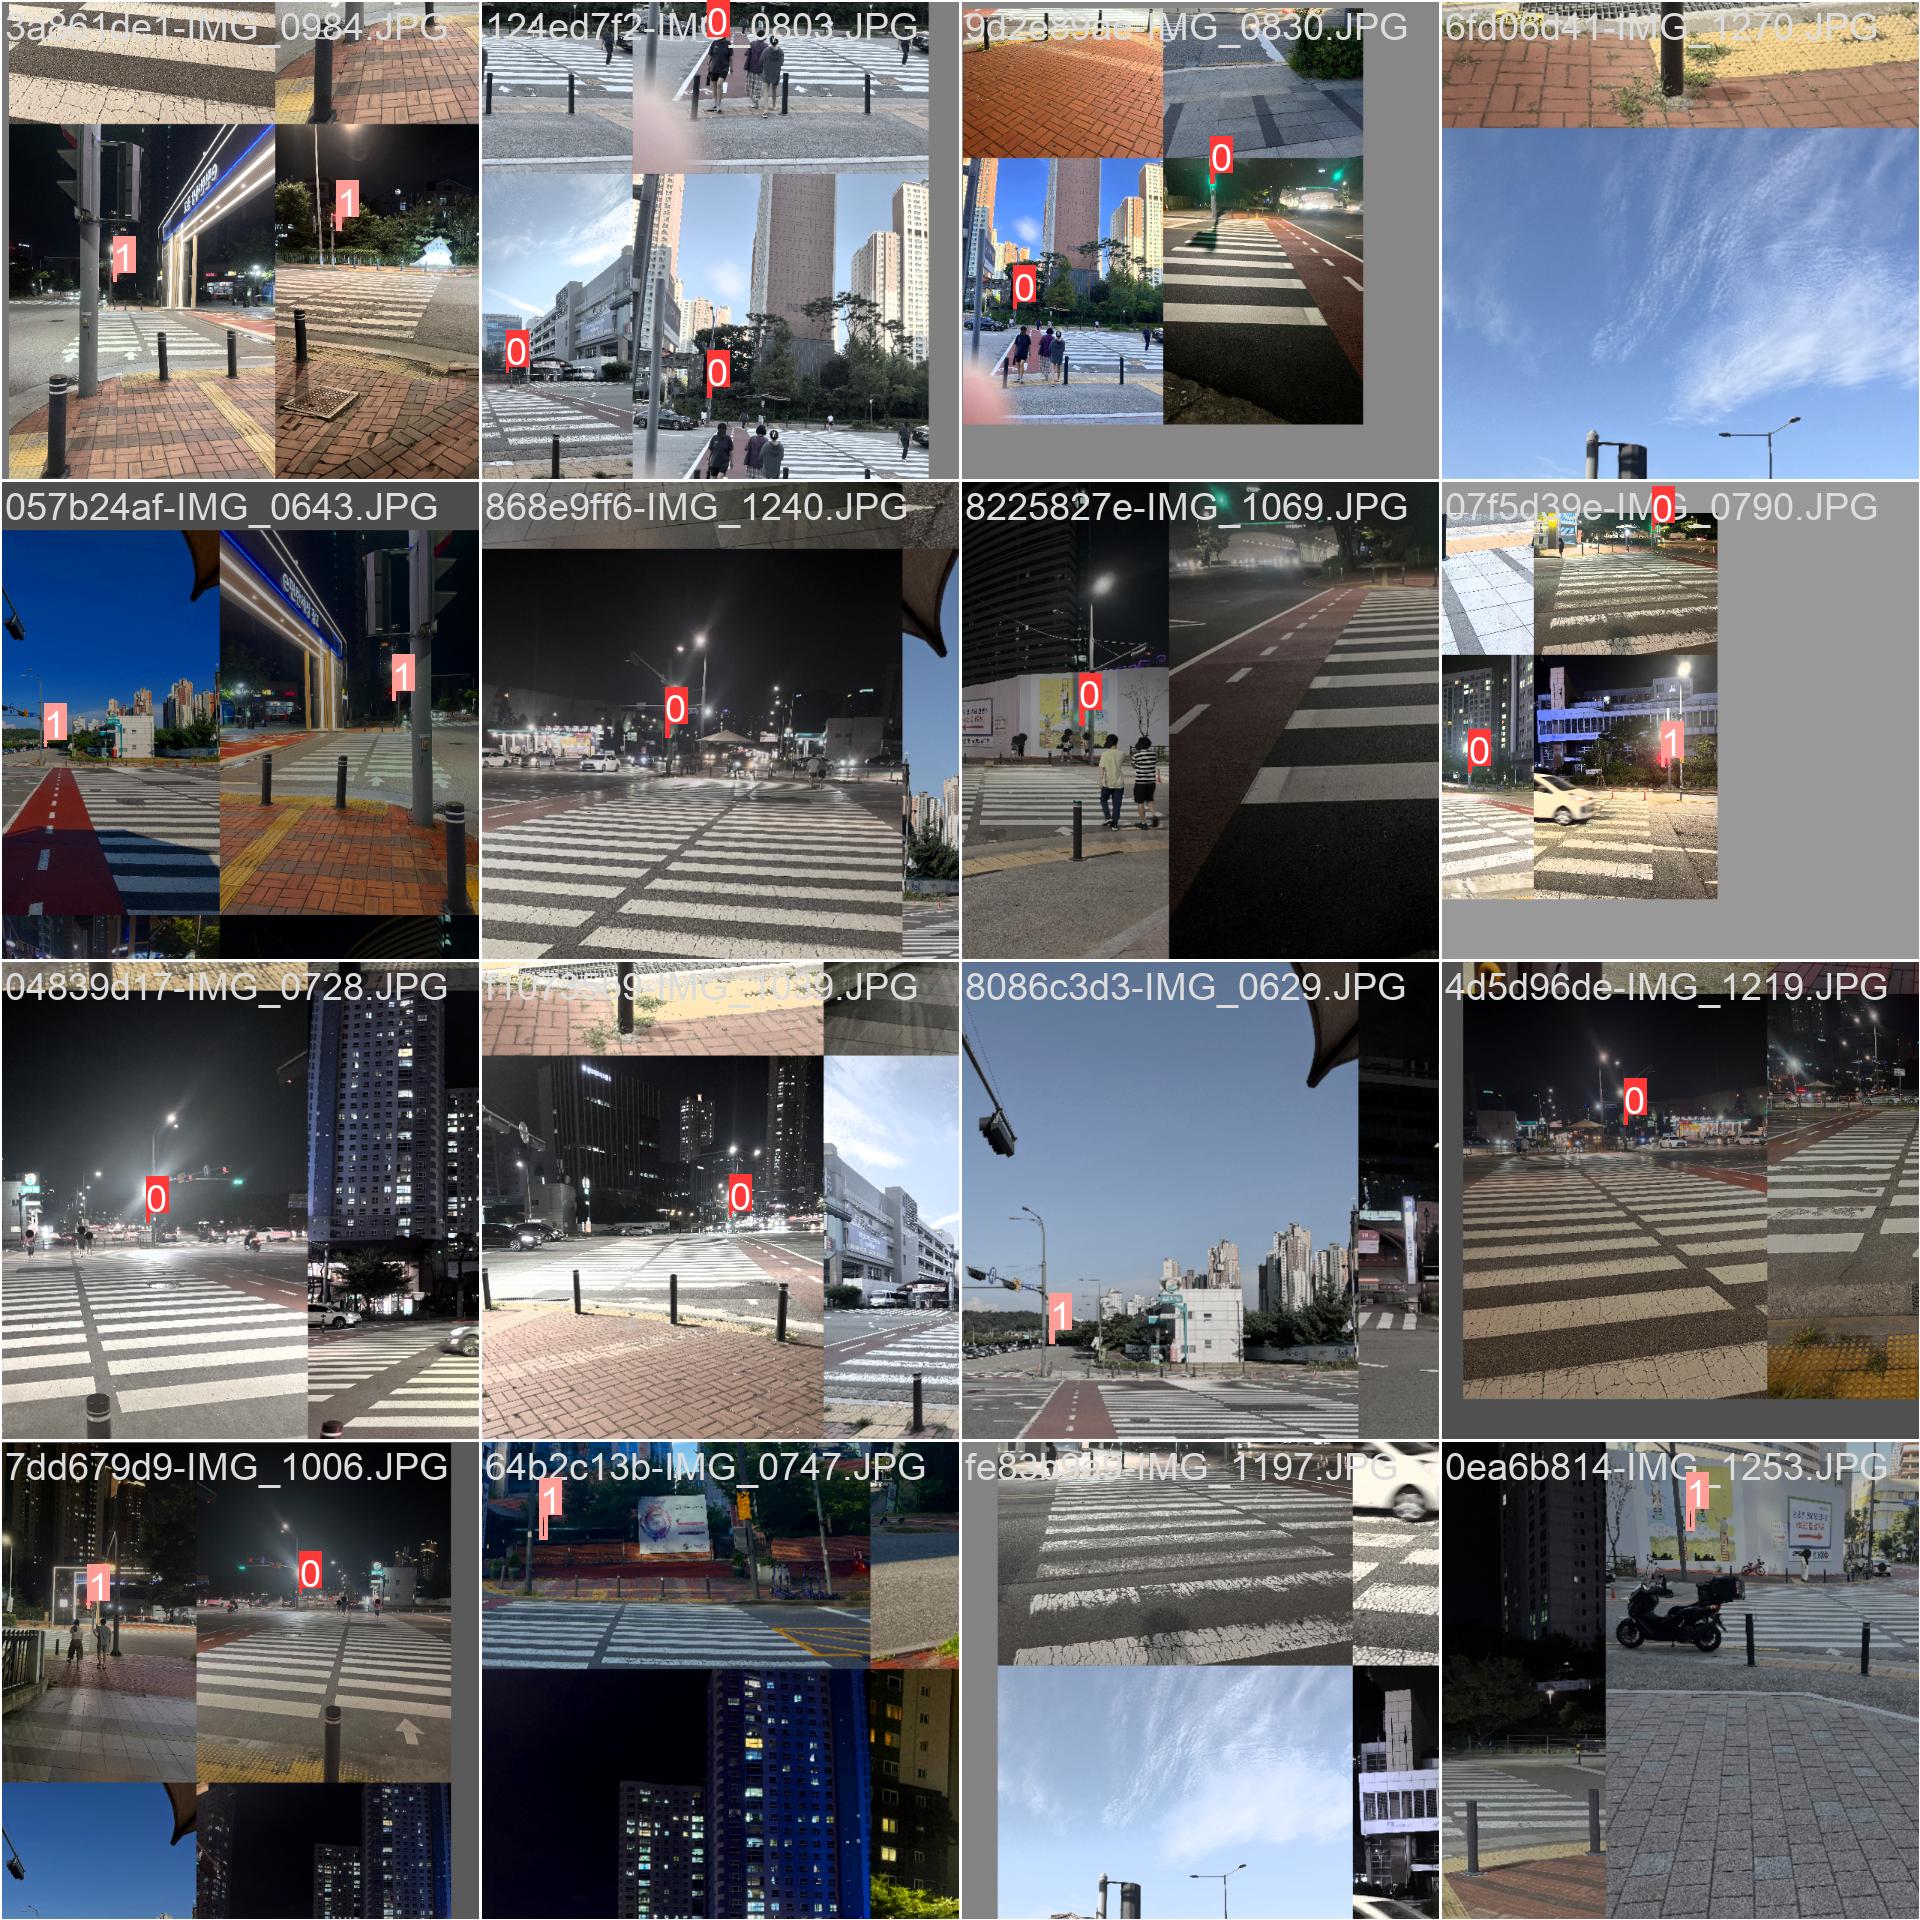 3a861de1-IMG_0984.JPG
1
1
124ed7f2-IMG_0803.JPG
0
0
0
9d2e89de-IMG_0830.JPG
0
0
6fd06d41-IMG_1270.JPG
057b24af-IMG_0643.JPG
1
1
868e9ff6-IMG_1240.JPG
0
8225827e-IMG_1069.JPG
0
07f5d39e-IMG_0790.JPG
0
0
1
04839d17-IMG_0728.JPG
0
IMG_1039.JPG
0
8086c3d3-IMG_0629.JPG
1
4d5d96de-IMG_1219.JPG
0
7dd679d9-IMG_1006.JPG
1
0
64b2c13b-IMG_0747.JPG
1
IMG_1197.JPG
0ea6b814-IMG_1253.JPG
1